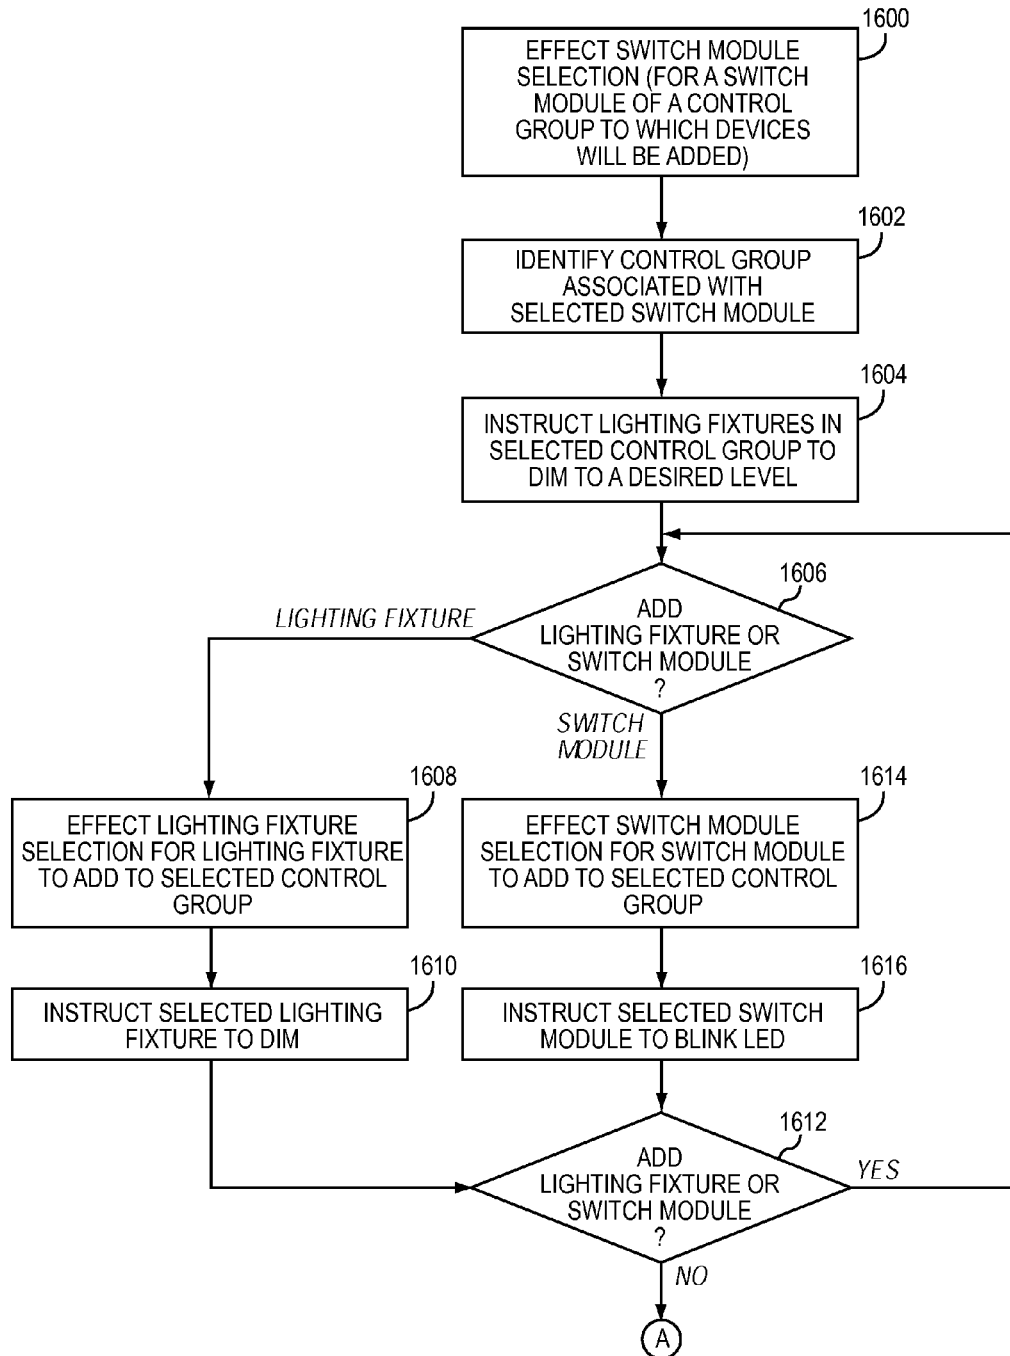 1600
EFFECT SWITCH MODULE
SELECTION (FOR A SWITCH
MODULE OF A CONTROL
GROUP TO WHICH DEVICES
WILL BE ADDED)
1602
IDENTIFY CONTROL GROUP
ASSOCIATED WITH
SELECTED SWITCH MODULE
1604
INSTRUCT LIGHTING FIXTURES IN
SELECTED CONTROL GROUP TO
DIM TO A DESIRED LEVEL
1606
ADD
LIGHTING FIXTURE OR
SWITCH MODULE
?
LIGHTING FIXTURE
SWITCH
MODULE
1608
EFFECT LIGHTING FIXTURE
SELECTION FOR LIGHTING FIXTURE
TO ADD TO SELECTED CONTROL
GROUP
1614
EFFECT SWITCH MODULE
SELECTION FOR SWITCH MODULE
TO ADD TO SELECTED CONTROL
GROUP
1610
INSTRUCT SELECTED LIGHTING
FIXTURE TO DIM
1616
INSTRUCT SELECTED SWITCH
MODULE TO BLINK LED
1612
ADD
LIGHTING FIXTURE OR
SWITCH MODULE
?
YES
NO
A